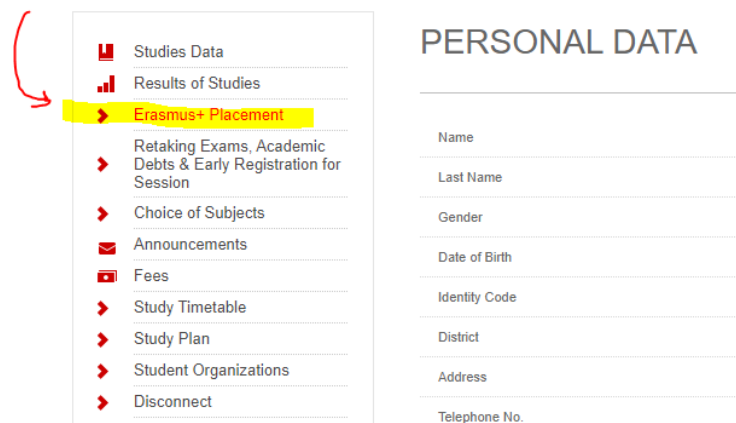 Studies Data
Results of Studies
Erasmus+ Placement
Retaking Exams, Academic
Debts & Early Registration for
Session
Choice of Subjects
Announcements
Fees
Study Timetable
Study Plan
Student Organizations
Disconnect
PERSONAL DATA
Name
Last Name
Gender
Date of Birth
Identity Code
District
Address
Telephone No.